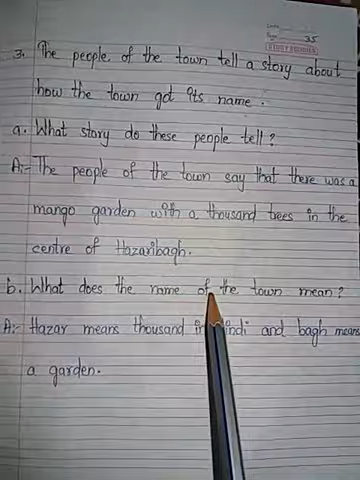 35
3. The people of the town tell a story about
how the town got its name.
a. What story do these people tell?
A:- The people of the town say that there was a
mango garden with a thousand trees in the
centre of Hazaribagh.
b. What does the name of the town mean?
A:- Hazar means thousand and bagh means
a garden.